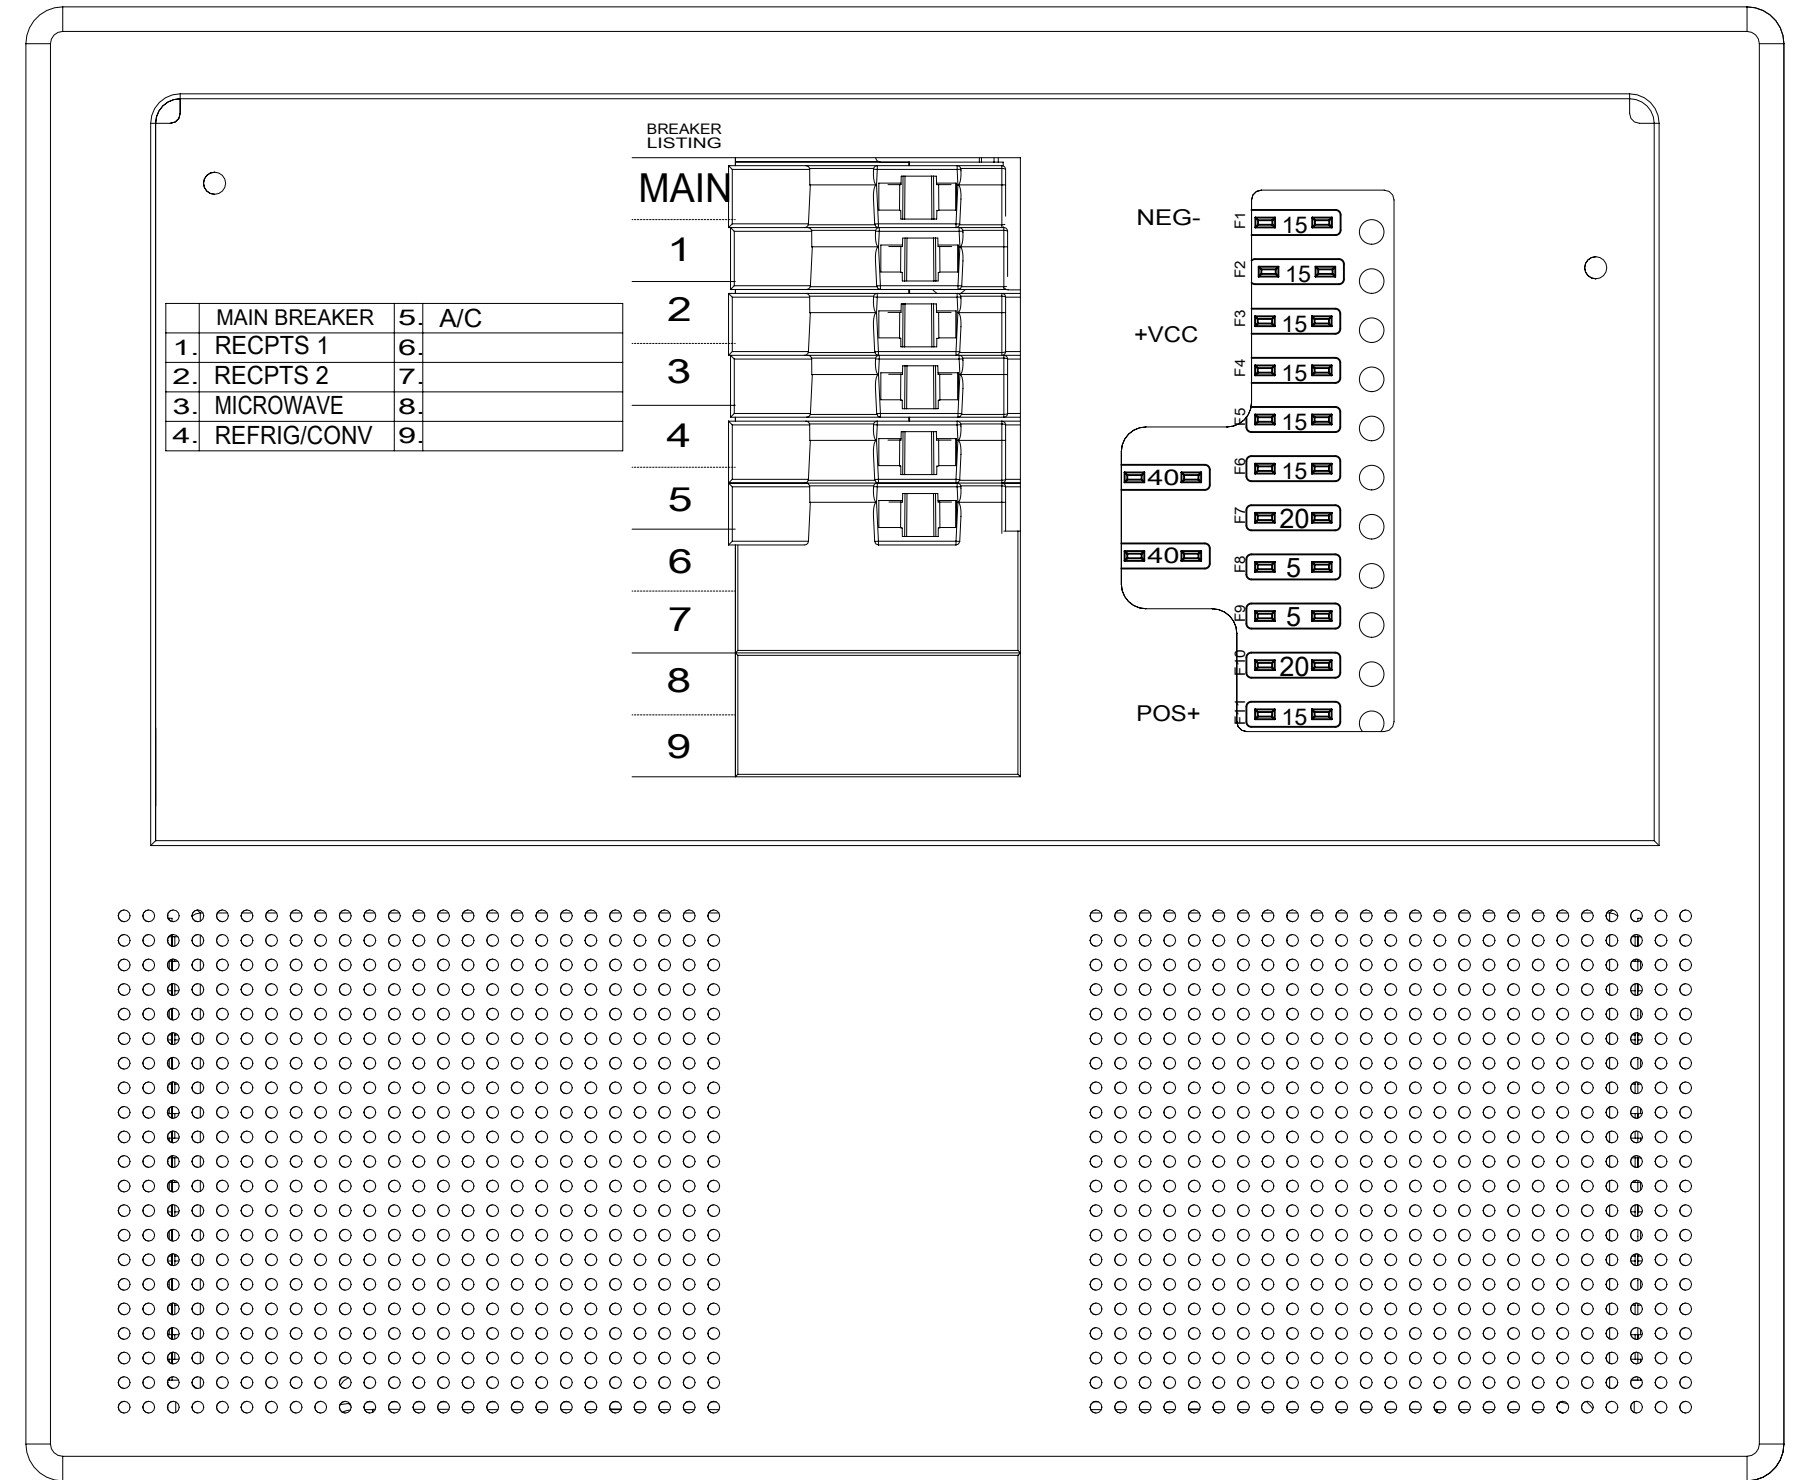 BREAKER
LISTING
MAIN
1
2
3
4
5
6
7
8
9
MAIN BREAKER 5. A/C
1. RECPTS 1 6.
2. RECPTS 2 7.
3. MICROWAVE 8.
4. REFRIG/CONV 9.
NEG-
+VCC
POS+
40
40
F1 15
F2 15
F3 15
F4 15
F5 15
F6 15
F7 20
F8 5
F9 5
F10 20
F11 15